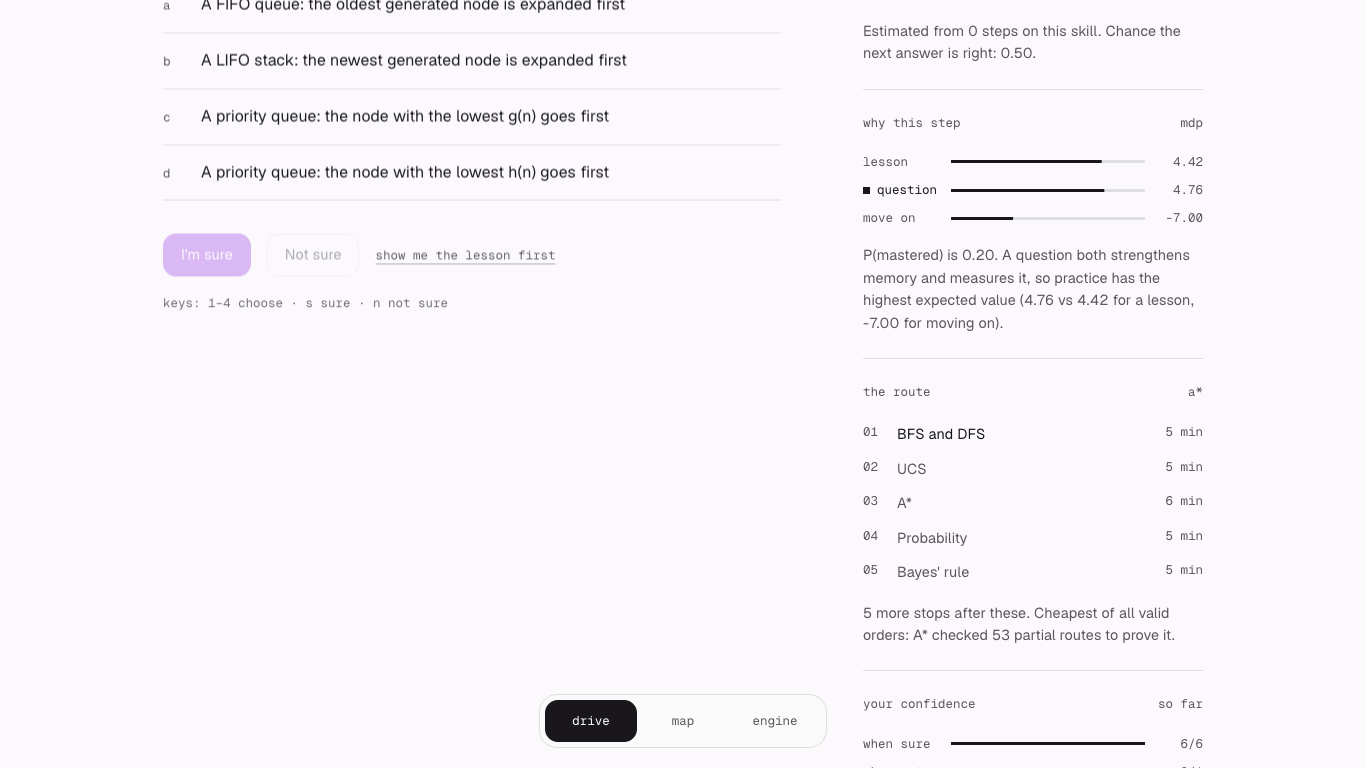 a A FIFO queue: the oldest generated node is expanded first
b A LIFO stack: the newest generated node is expanded first
c A priority queue: the node with the lowest g(n) goes first
d A priority queue: the node with the lowest h(n) goes first
I'm sure Not sure show me the lesson first
keys: 1–4 choose · s sure · n not sure
Estimated from 0 steps on this skill. Chance the
next answer is right: 0.50.
why this step mdp
lesson 4.42
question 4.76
move on -7.00
P(mastered) is 0.20. A question both strengthens
memory and measures it, so practice has the
highest expected value (4.76 vs 4.42 for a lesson,
-7.00 for moving on).
the route a*
01 BFS and DFS 5 min
02 UCS 5 min
03 A* 6 min
04 Probability 5 min
05 Bayes' rule 5 min
5 more stops after these. Cheapest of all valid
orders: A* checked 53 partial routes to prove it.
your confidence so far
when sure 6/6
drive map engine